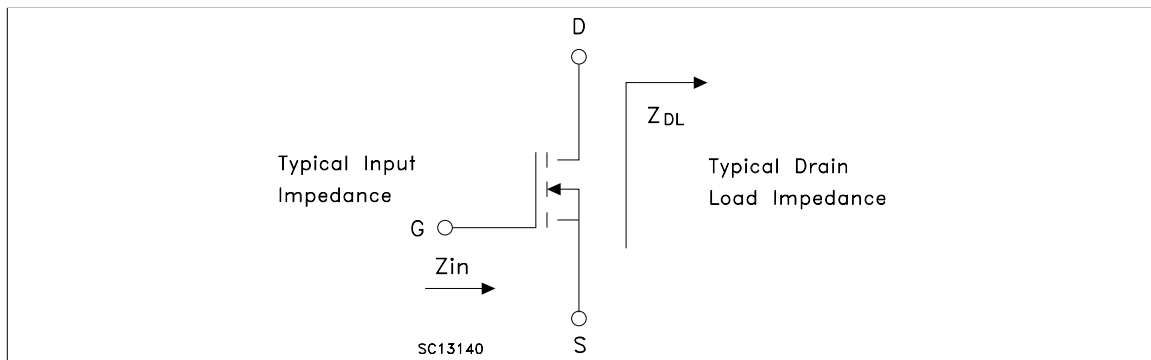 D
Z DL
Typical Input
Impedance
Typical Drain
Load Impedance
G
Zin
SC13140
S